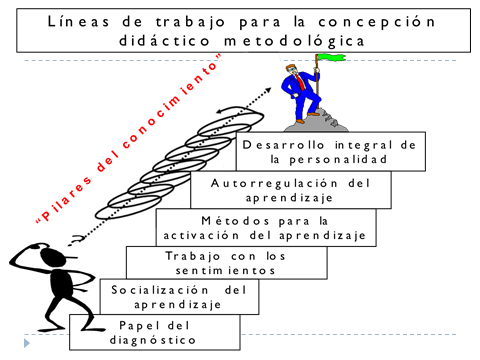 Líneas de trabajo para la concepción
didáctico metodológica
“Pilares del conocimiento”
Desarrollo integral de
la personalidad
Autorregulación del
aprendizaje
Métodos para la
activación del aprendizaje
Trabajo con los
sentimientos
Socialización del
aprendizaje
Papel del
diagnóstico